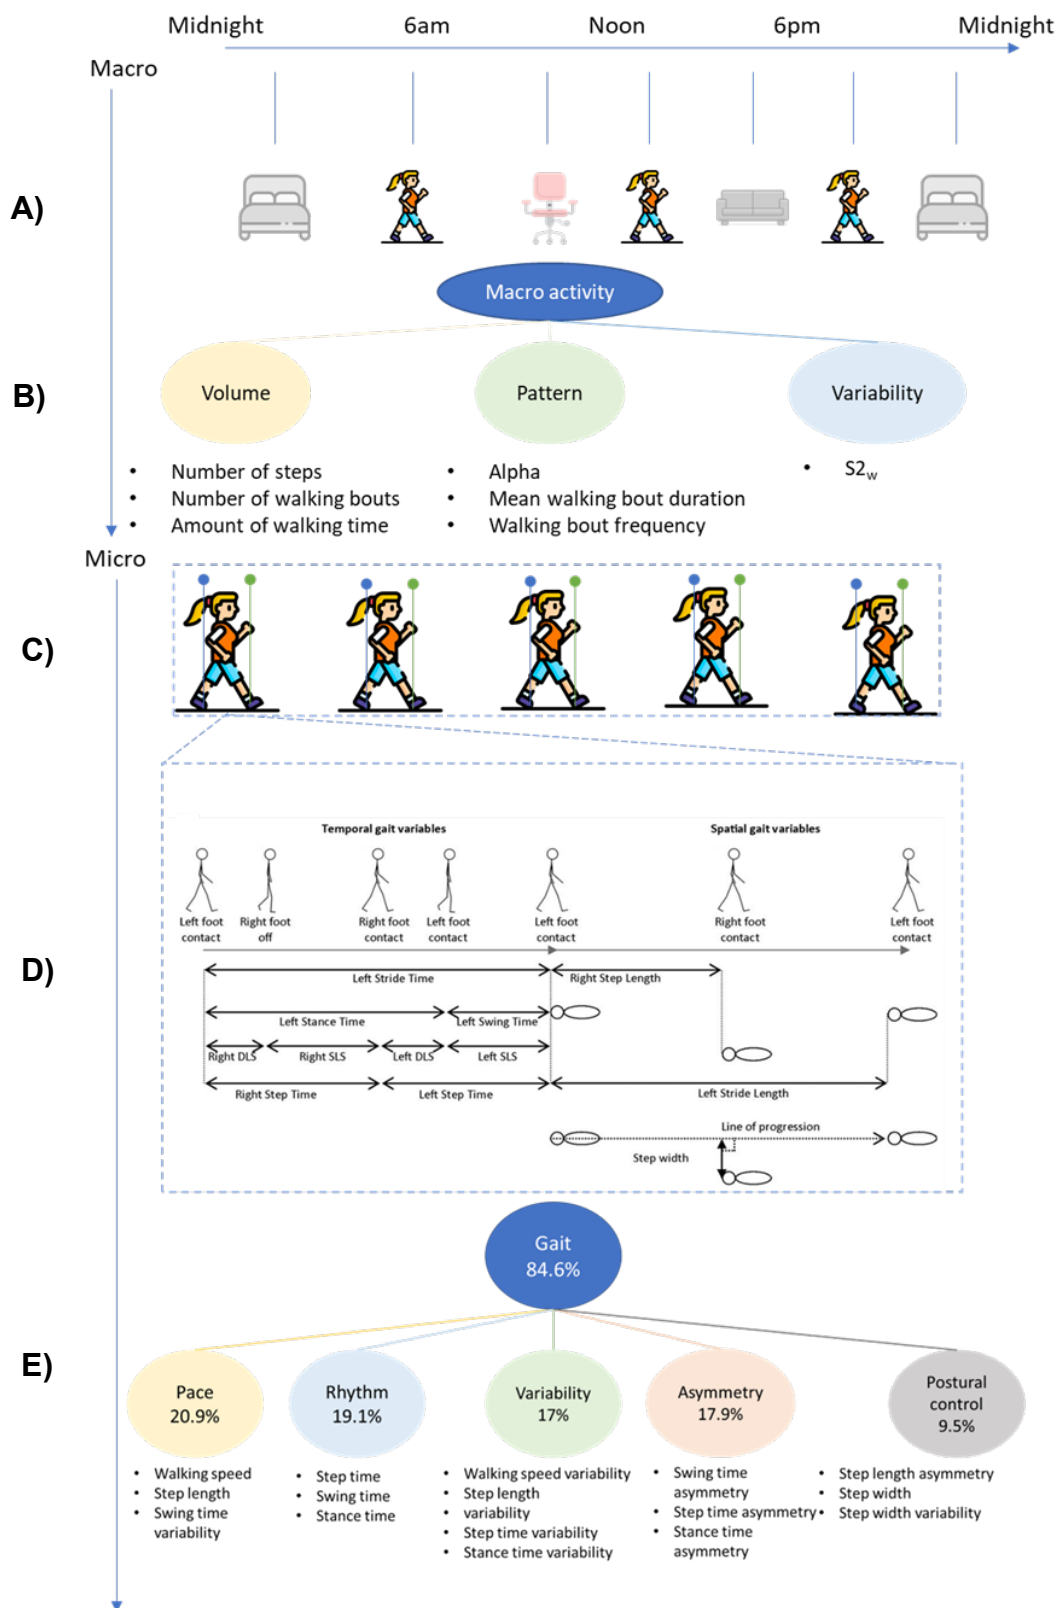 Midnight 6am Noon 6pm Midnight
Macro
A)
Macro activity
B)
Volume
Pattern
Variability
• Number of steps
• Number of walking bouts
• Amount of walking time
• Alpha
• Mean walking bout duration
• Walking bout frequency
• S2w
Micro
C)
D)
Temporal gait variables
Spatial gait variables
Left foot
contact
Right foot
off
Right foot
contact
Left foot
contact
Left foot
contact
Right foot
contact
Left foot
contact
Left Stride Time
Right Step Length
Left Stance Time
Left Swing Time
Right DLS
Right SLS
Left DLS
Left SLS
Right Step Time
Left Step Time
Left Stride Length
Line of progression
Step width
Gait
84.6%
E)
Pace
20.9%
Rhythm
19.1%
Variability
17%
Asymmetry
17.9%
Postural
control
9.5%
• Walking speed
• Step length
• Swing time
variability
• Step time
• Swing time
• Stance time
• Walking speed variability
• Step length
• variability
• Step time variability
• Stance time variability
• Swing time
asymmetry
• Step time asymmetry
• Stance time
asymmetry
• Step length asymmetry
• Step width
• Step width variability